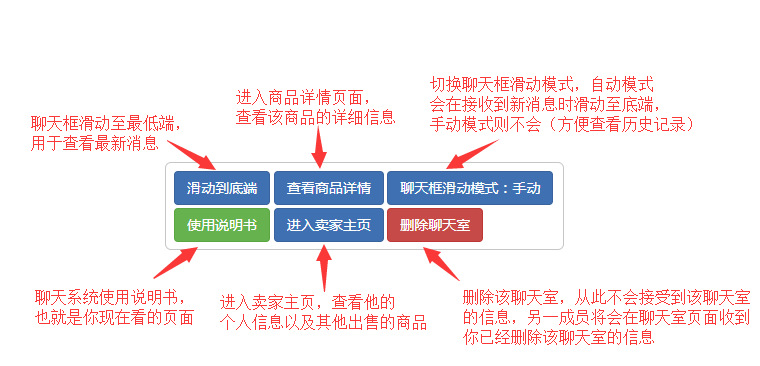 切换聊天框滑动模式，自动模式
会在接收到新消息时滑动至底端，
手动模式则不会（方便查看历史记录）
进入商品详情页面，
查看该商品的详细信息
聊天框滑动至最低端，
用于查看最新消息
滑动到底端
查看商品详情
聊天框滑动模式：手动
使用说明书
进入卖家主页
删除聊天室
聊天系统使用说明书，
也就是你现在看的页面
进入卖家主页，查看他的
个人信息以及其他出售的商品
删除该聊天室，从此不会接受到该聊天室
的信息，另一成员将会在聊天室页面收到
你已经删除该聊天室的信息